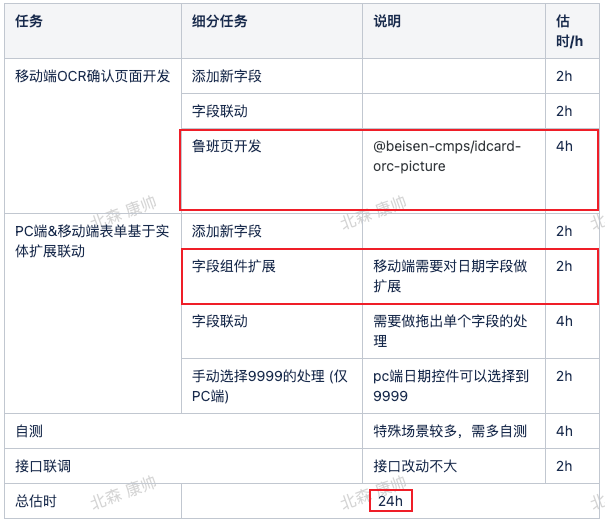 任务 细分任务 说明 估
时/h
移动端OCR确认页面开发 添加新字段 2h
字段联动 2h
鲁班页开发 @beisen-cmps/idcard- 4h
orc-picture
北森 康帅 北森 康帅
PC端&移动端表单基于实 添加新字段 2h
体扩展联动
字段组件扩展 移动端需要对日期字段做 2h
扩展
字段联动 需要做拖出单个字段的处 4h
理
手动选择9999的处理 (仅 pc端日期控件可以选择到 2h
PC端) 9999
自测 特殊场景较多，需多自测 4h
接口联调 接口改动不大 2h
北森 康帅 北森 康帅
总估时 24h